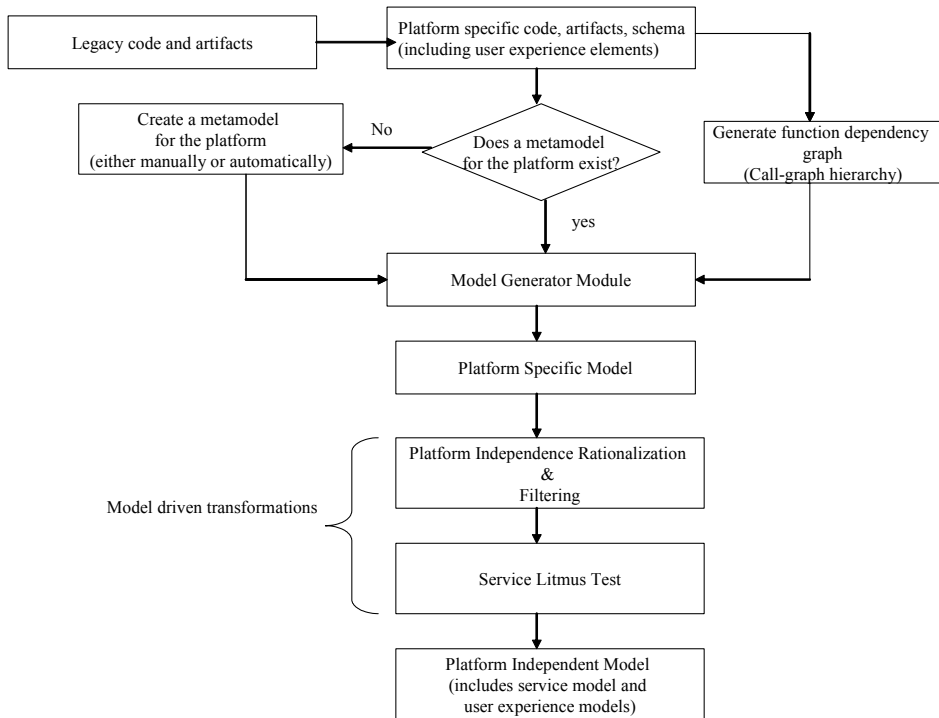 Legacy code and artifacts
Platform specific code, artifacts, schema
(including user experience elements)
Create a metamodel
for the platform
(either manually or automatically)
No
Does a metamodel
for the platform exist?
Generate function dependency
graph
(Call-graph hierarchy)
yes
Model Generator Module
Platform Specific Model
Model driven transformations
Platform Independence Rationalization
&
Filtering
Service Litmus Test
Platform Independent Model
(includes service model and
user experience models)